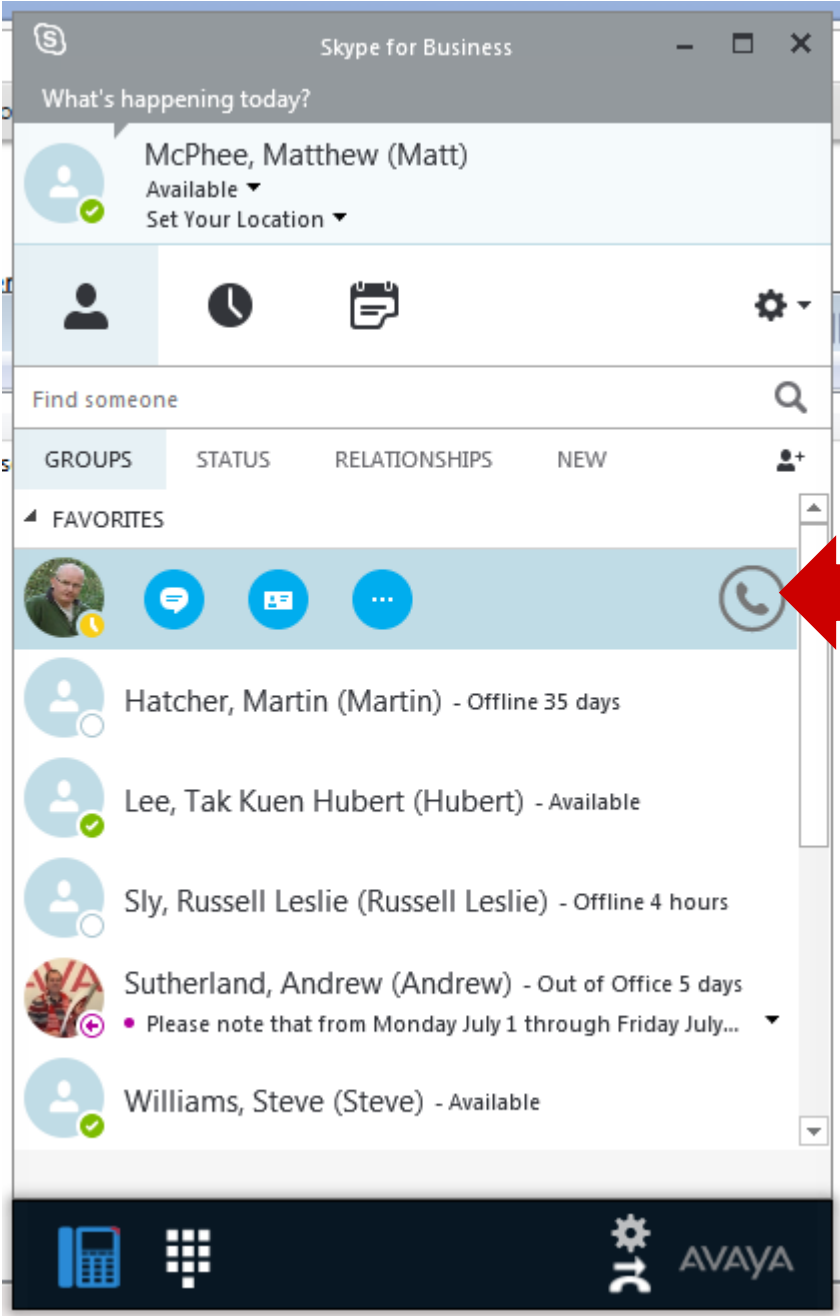 Skype for Business
What's happening today?
McPhee, Matthew (Matt)
Available
Set Your Location
Find someone
GROUPS STATUS RELATIONSHIPS NEW
FAVORITES
Hatcher, Martin (Martin) - Offline 35 days
Lee, Tak Kuen Hubert (Hubert) - Available
Sly, Russell Leslie (Russell Leslie) - Offline 4 hours
Sutherland, Andrew (Andrew) - Out of Office 5 days
• Please note that from Monday July 1 through Friday July...
Williams, Steve (Steve) - Available
AVAYA